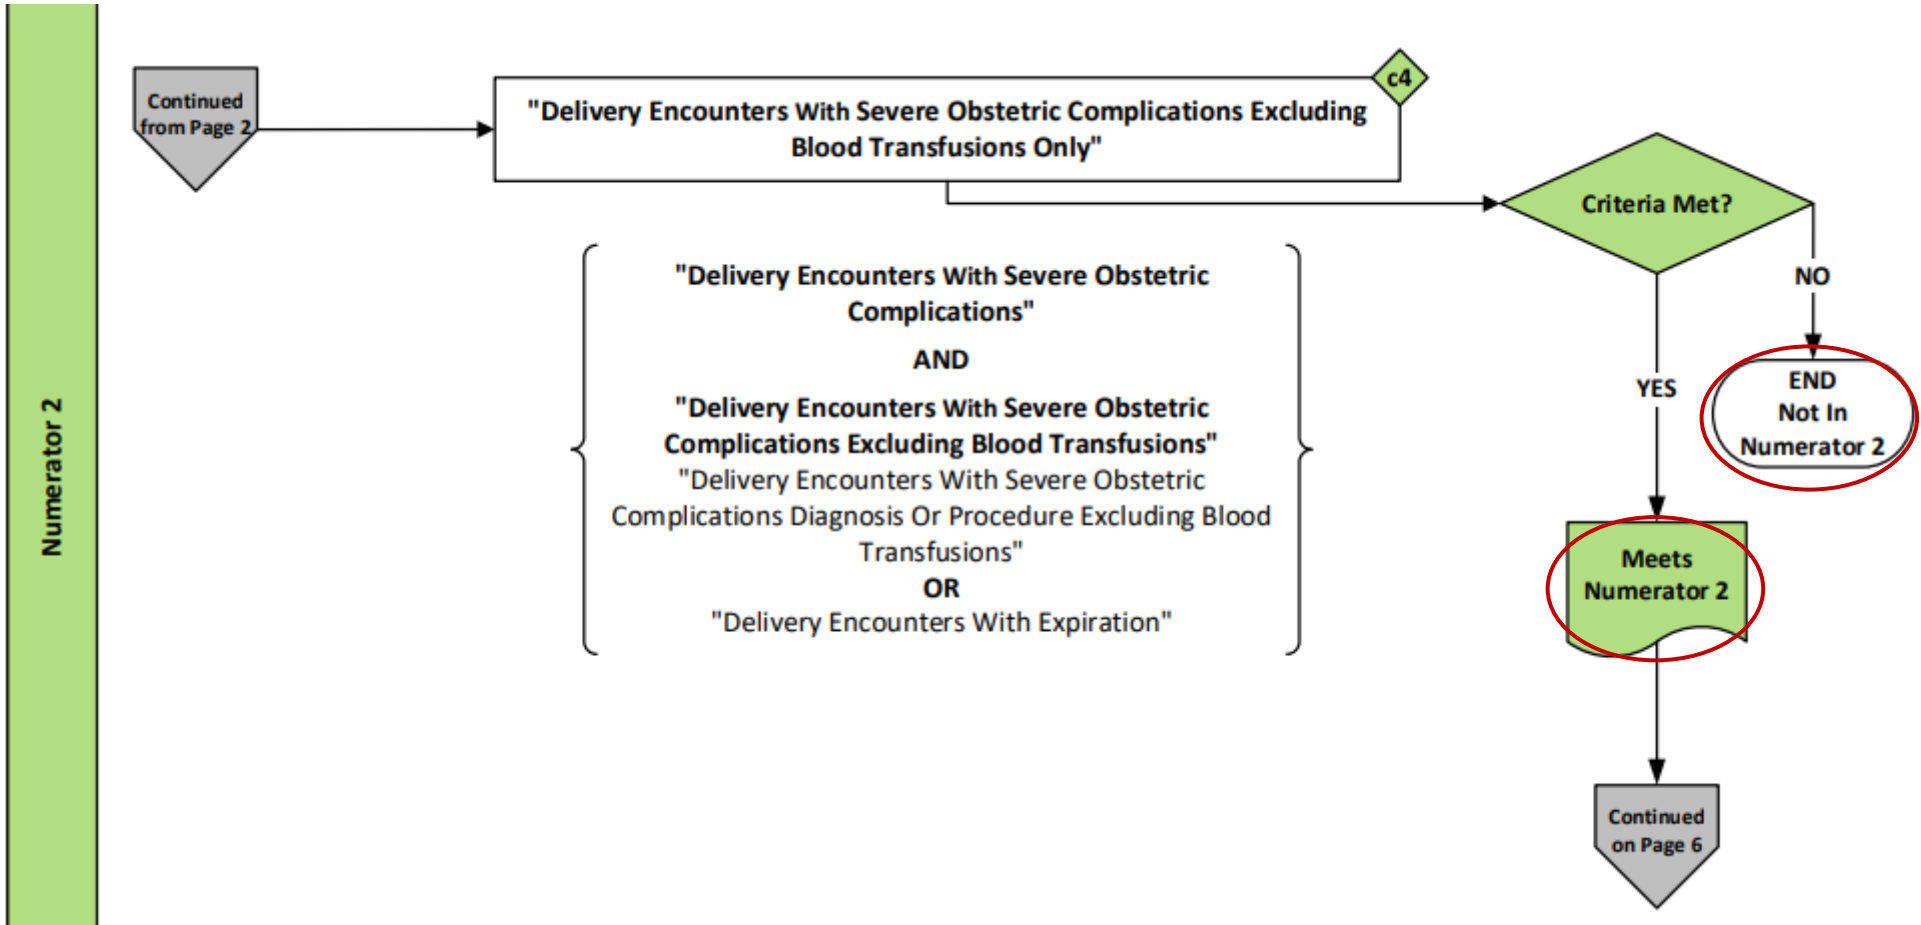 Numerator 2
Continued
from Page 2
c4
"Delivery Encounters With Severe Obstetric Complications Excluding
Blood Transfusions Only"
Criteria Met?
NO
YES
END
Not In
Numerator 2
"Delivery Encounters With Severe Obstetric
Complications"
AND
"Delivery Encounters With Severe Obstetric
Complications Excluding Blood Transfusions"
"Delivery Encounters With Severe Obstetric
Complications Diagnosis Or Procedure Excluding Blood
Transfusions"
OR
"Delivery Encounters With Expiration"
Meets
Numerator 2
Continued
on Page 6